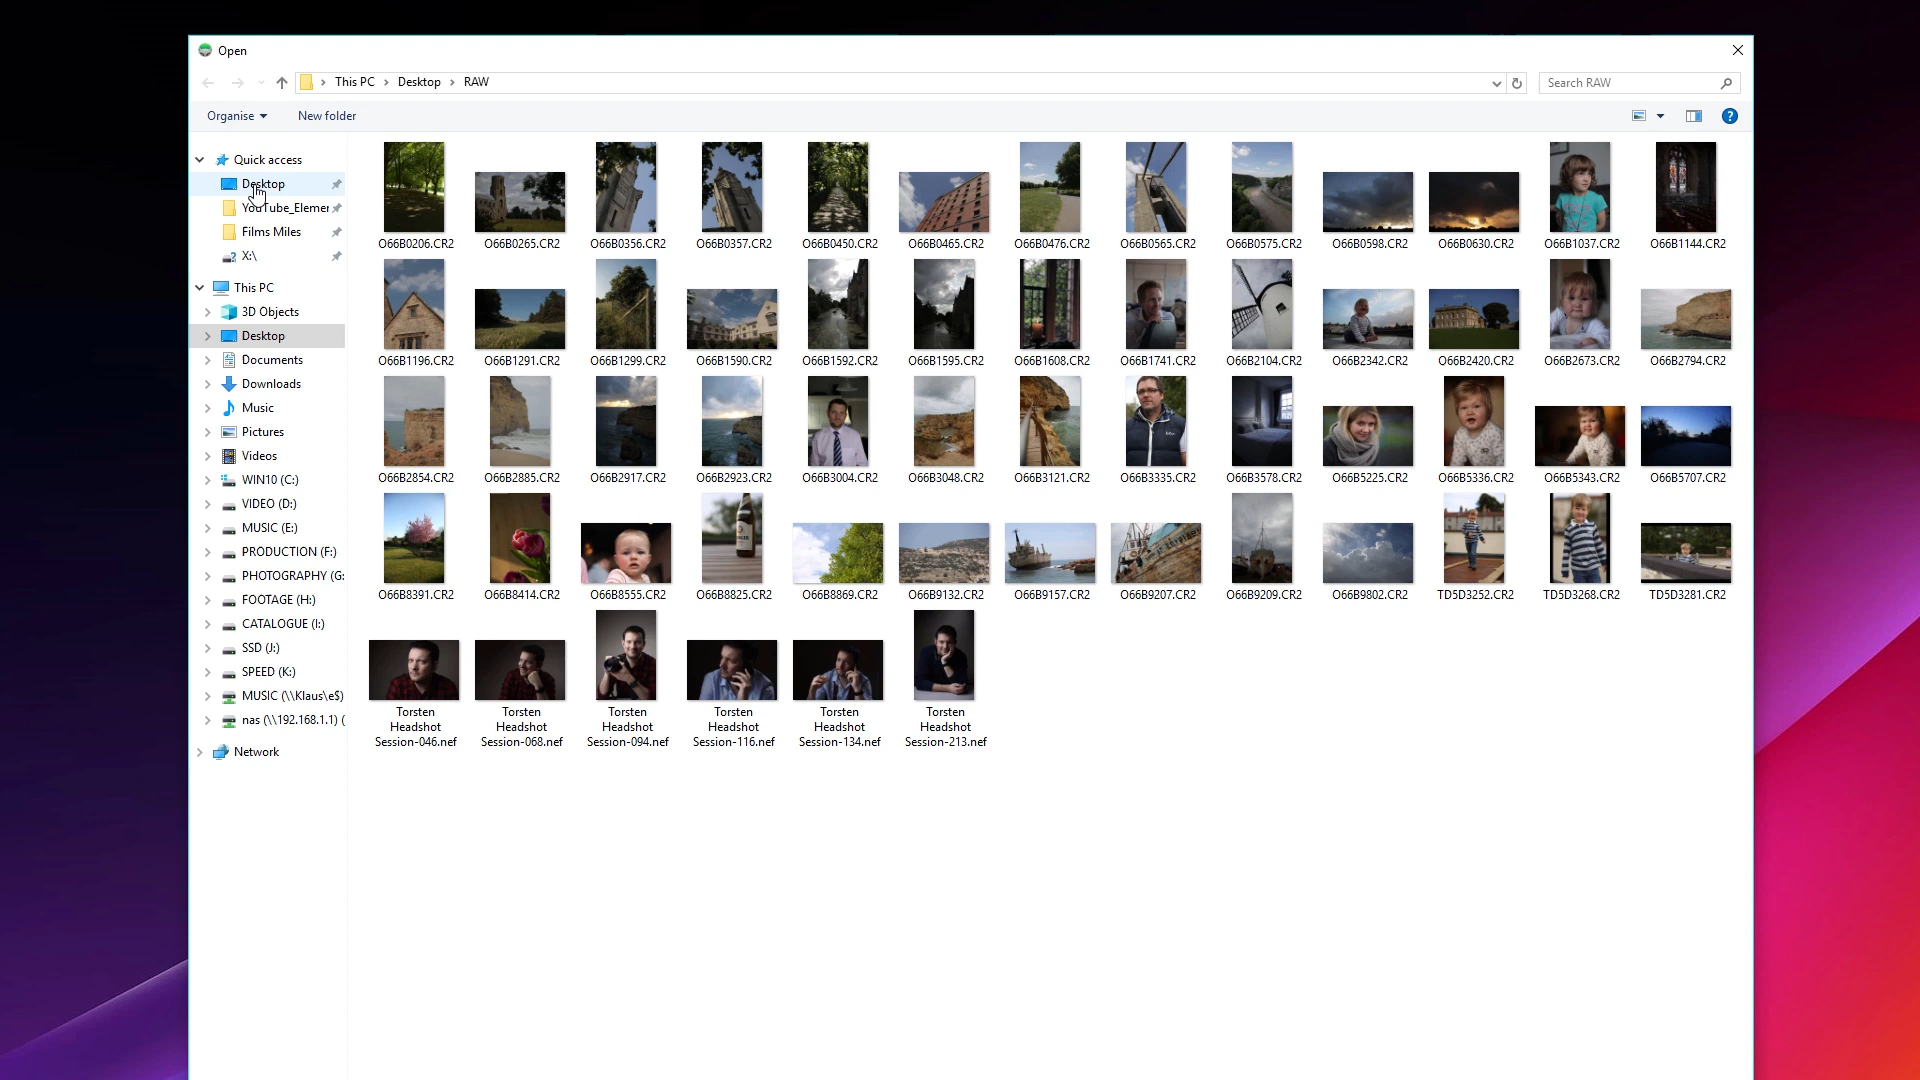 Open
This PC > Desktop > RAW
Search RAW
Organise
New folder
Quick access
Desktop
YouTube_Elemer
Films Miles
X:\
This PC
3D Objects
Desktop
Documents
Downloads
Music
Pictures
Videos
WIN10 (C:)
VIDEO (D:)
MUSIC (E:)
PRODUCTION (F:)
PHOTOGRAPHY (G:
FOOTAGE (H:)
CATALOGUE (I:)
SSD (J:)
SPEED (K:)
MUSIC (\\Klaus\e$)
nas (\\192.168.1.1) (
Network
O66B0206.CR2 O66B0265.CR2 O66B0356.CR2 O66B0357.CR2 O66B0450.CR2 O66B0465.CR2 O66B0476.CR2 O66B0565.CR2 O66B0575.CR2 O66B0598.CR2 O66B0630.CR2 O66B1037.CR2 O66B1144.CR2
O66B1196.CR2 O66B1291.CR2 O66B1299.CR2 O66B1590.CR2 O66B1592.CR2 O66B1595.CR2 O66B1608.CR2 O66B1741.CR2 O66B2104.CR2 O66B2342.CR2 O66B2420.CR2 O66B2673.CR2 O66B2794.CR2
O66B2854.CR2 O66B2885.CR2 O66B2917.CR2 O66B2923.CR2 O66B3004.CR2 O66B3048.CR2 O66B3121.CR2 O66B3335.CR2 O66B3578.CR2 O66B5225.CR2 O66B5336.CR2 O66B5343.CR2 O66B5707.CR2
O66B8391.CR2 O66B8414.CR2 O66B8555.CR2 O66B8825.CR2 O66B8869.CR2 O66B9132.CR2 O66B9157.CR2 O66B9207.CR2 O66B9209.CR2 O66B9802.CR2 TD5D3252.CR2 TD5D3268.CR2 TD5D3281.CR2
Torsten Torsten Torsten Torsten Torsten Torsten
Headshot Headshot Headshot Headshot Headshot Headshot
Session-046.nef Session-068.nef Session-094.nef Session-116.nef Session-134.nef Session-213.nef